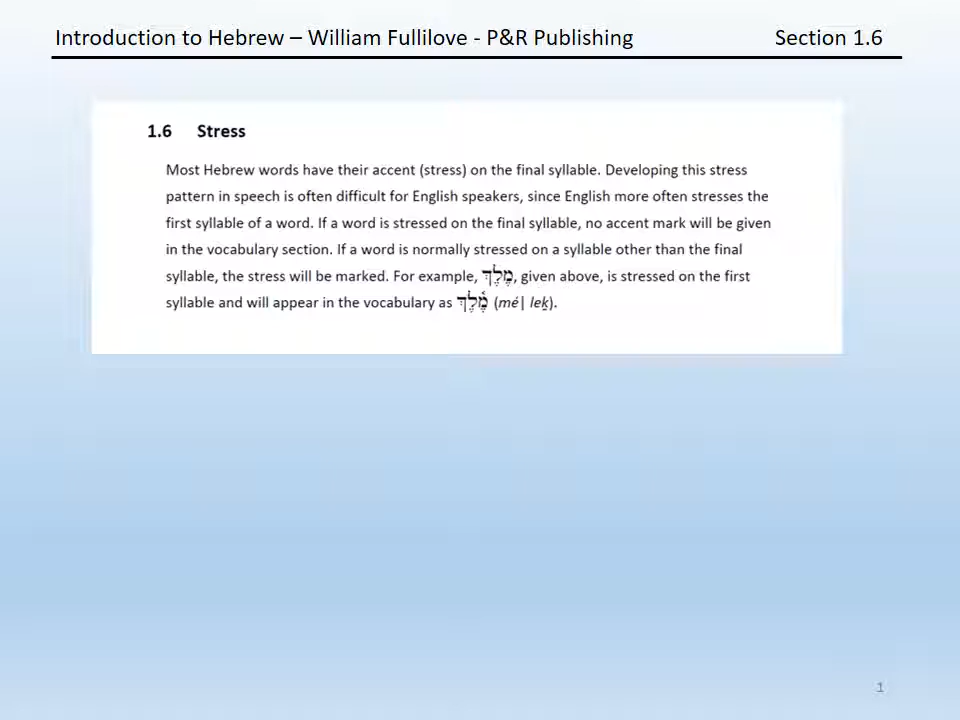 Introduction to Hebrew – William Fullilove - P&R Publishing Section 1.6
1.6 Stress
Most Hebrew words have their accent (stress) on the final syllable. Developing this stress
pattern in speech is often difficult for English speakers, since English more often stresses the
first syllable of a word. If a word is stressed on the final syllable, no accent mark will be given
in the vocabulary section. If a word is normally stressed on a syllable other than the final
syllable, the stress will be marked. For example, מֶלֶךְ, given above, is stressed on the first
syllable and will appear in the vocabulary as מֶ֫לֶךְ (mé| leḵ).
1